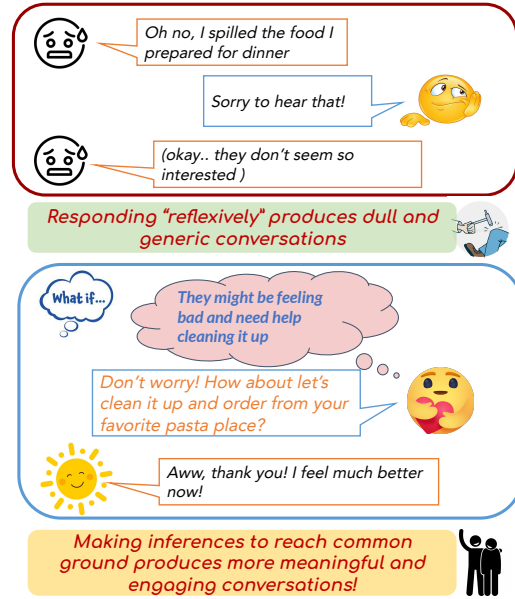 Oh no, I spilled the food I
prepared for dinner
Sorry to hear that!
(okay.. they don't seem so
interested )
Responding "reflexively" produces dull and
generic conversations
What if...
They might be feeling
bad and need help
cleaning it up
Don't worry! How about let's
clean it up and order from your
favorite pasta place?
Aww, thank you! I feel much better
now!
Making inferences to reach common
ground produces more meaningful and
engaging conversations!